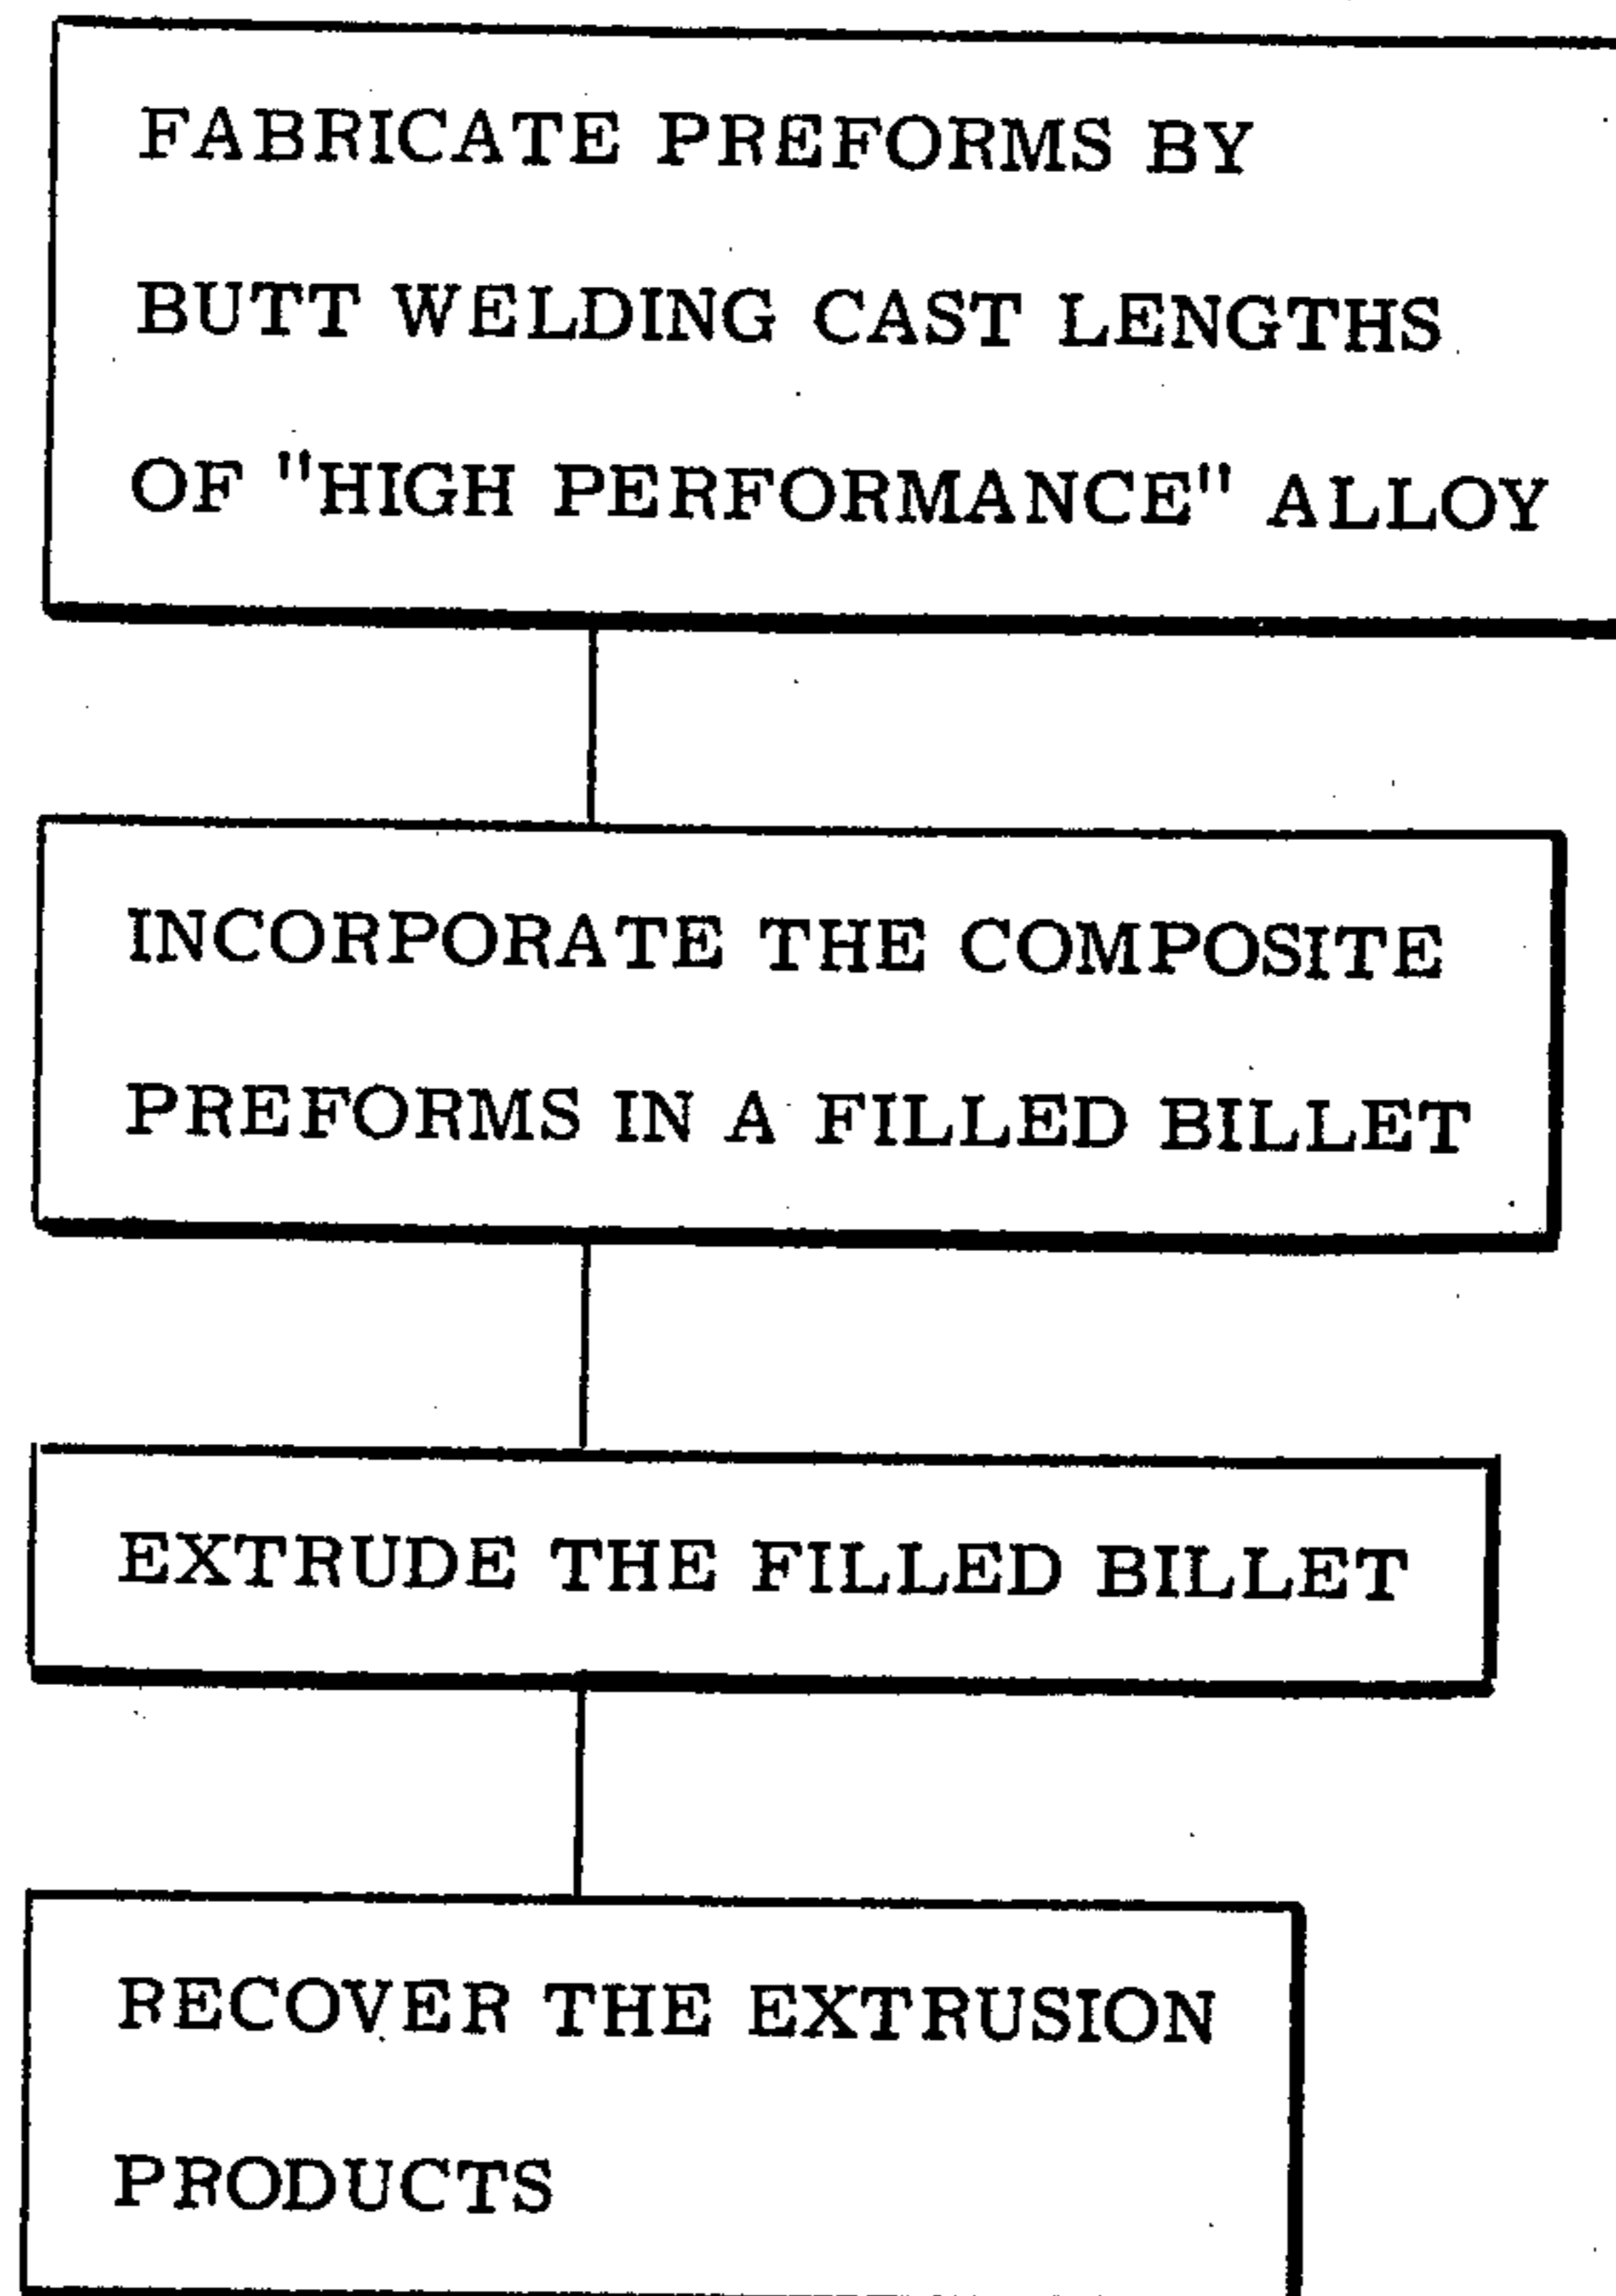 FABRICATE PREFORMS BY
BUTT WELDING CAST LENGTHS
OF "HIGH PERFORMANCE" ALLOY
INCORPORATE THE COMPOSITE
PREFORMS IN A FILLED BILLET
EXTRUDE THE FILLED BILLET
RECOVER THE EXTRUSION
PRODUCTS